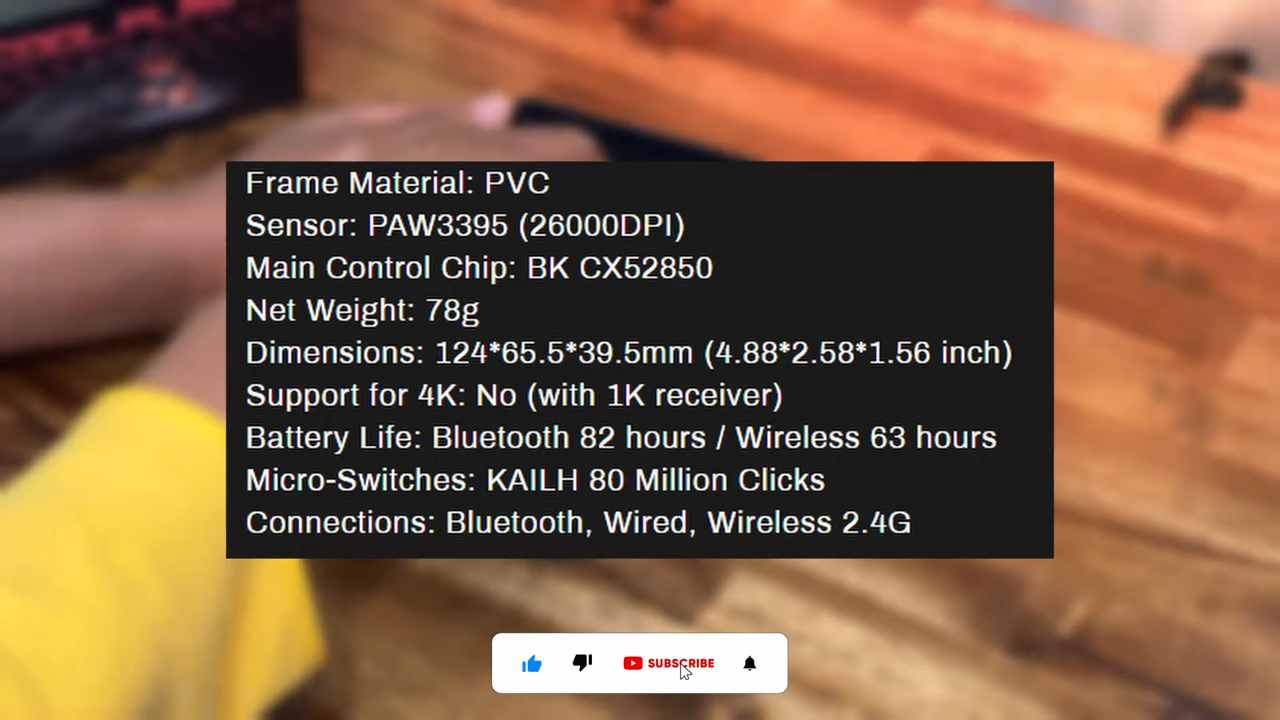 Frame Material: PVC
Sensor: PAW3395 (26000DPI)
Main Control Chip: BK CX52850
Net Weight: 78g
Dimensions: 124*65.5*39.5mm (4.88*2.58*1.56 inch)
Support for 4K: No (with 1K receiver)
Battery Life: Bluetooth 82 hours / Wireless 63 hours
Micro-Switches: KAILH 80 Million Clicks
Connections: Bluetooth, Wired, Wireless 2.4G
SUBSCRIBE